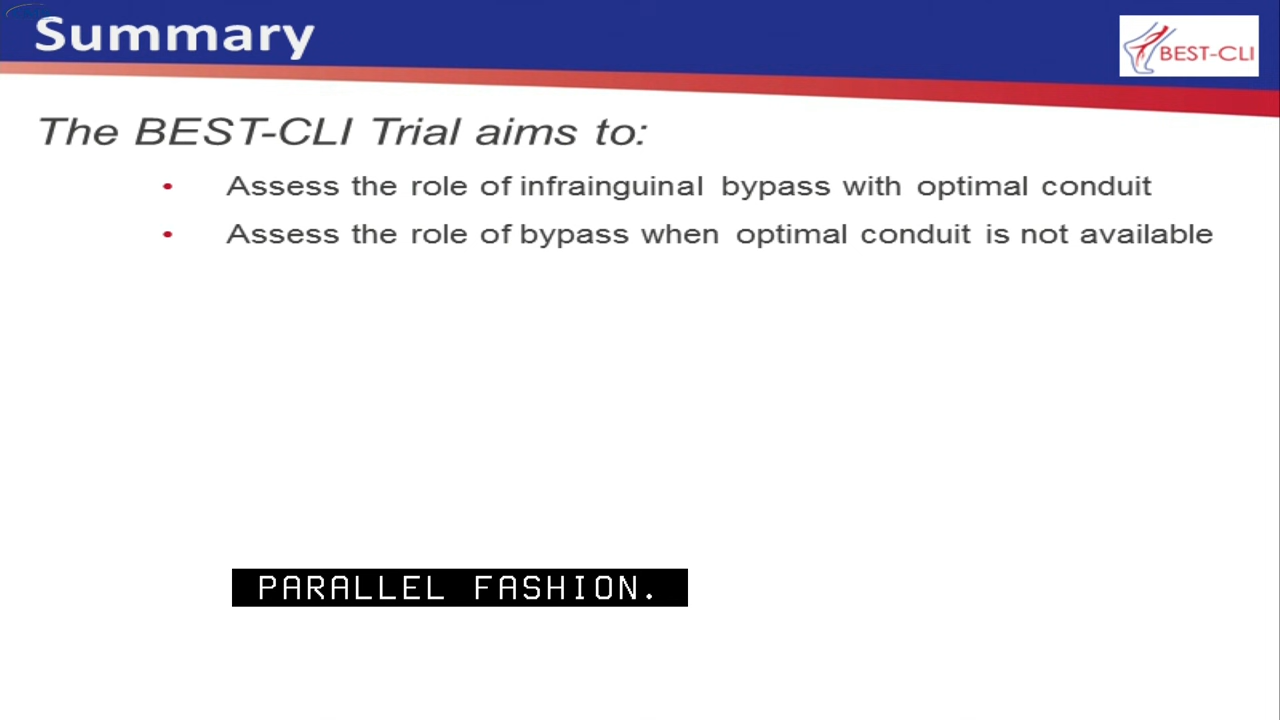 Summary
BEST-CLI
The BEST-CLI Trial aims to:
• Assess the role of infrainguinal bypass with optimal conduit
• Assess the role of bypass when optimal conduit is not available
PARALLEL FASHION.